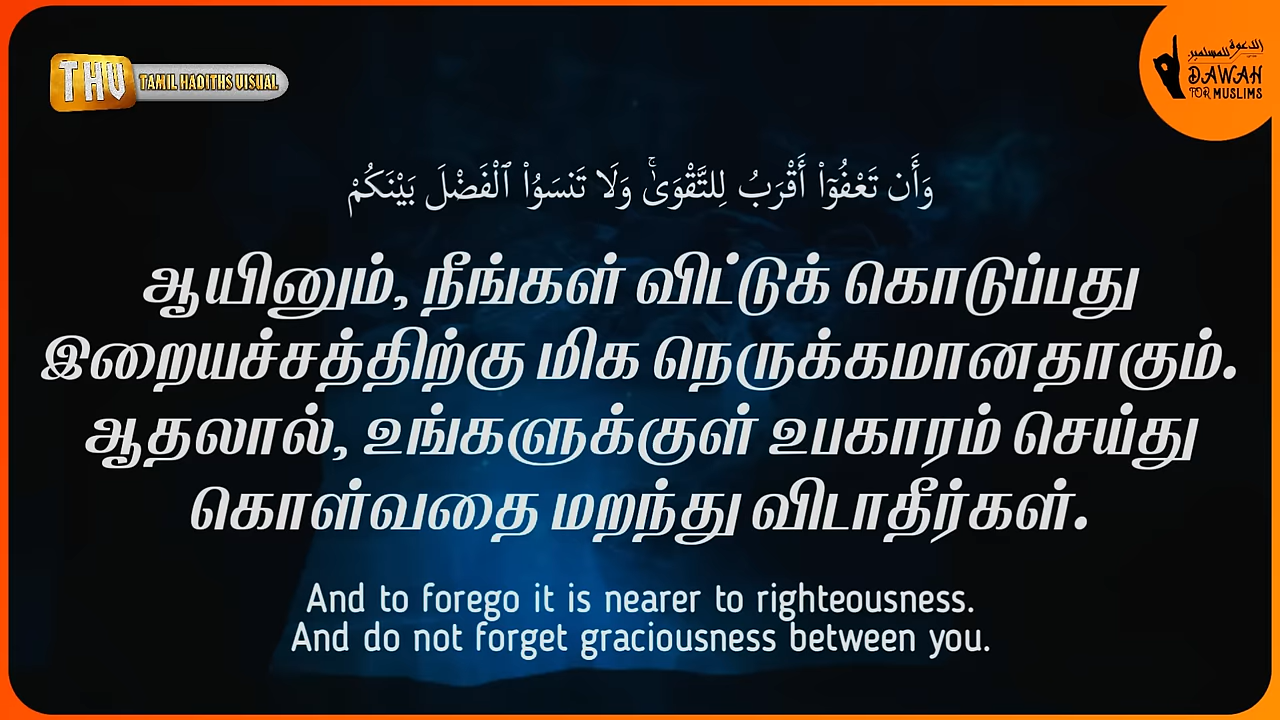 THV TAMIL HADITHS VISUAL
الدعوة للمسلمين
DAWAH
FOR MUSLIMS
وَأَن تَعْفُوٓا۟ أَقْرَبُ لِلتَّقْوَىٰ ۚ وَلَا تَنسَوُا۟ ٱلْفَضْلَ بَيْنَكُمْ
ஆயினும், நீங்கள் விட்டுக் கொடுப்பது
இறையச்சத்திற்கு மிக நெருக்கமானதாகும்.
ஆதலால், உங்களுக்குள் உபகாரம் செய்து
கொள்வதை மறந்து விடாதீர்கள்.
And to forego it is nearer to righteousness.
And do not forget graciousness between you.